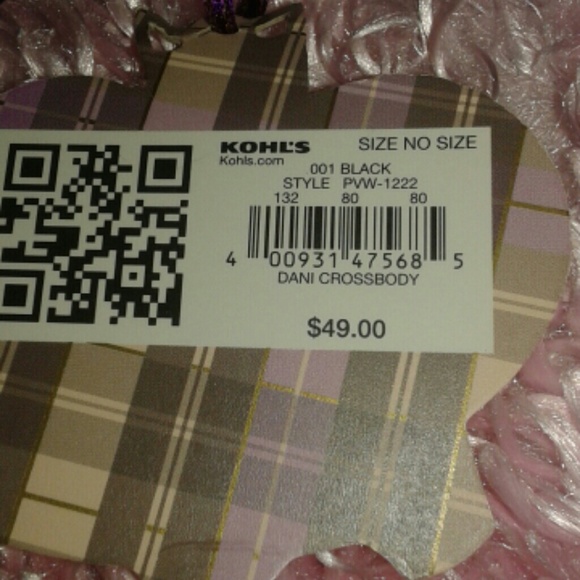 KOHL'S SIZE NO SIZE
Kohls.com
001 BLACK
STYLE PVW-1222
132 80 80
4 00931 47568 5
DANI CROSSBODY
$49.00